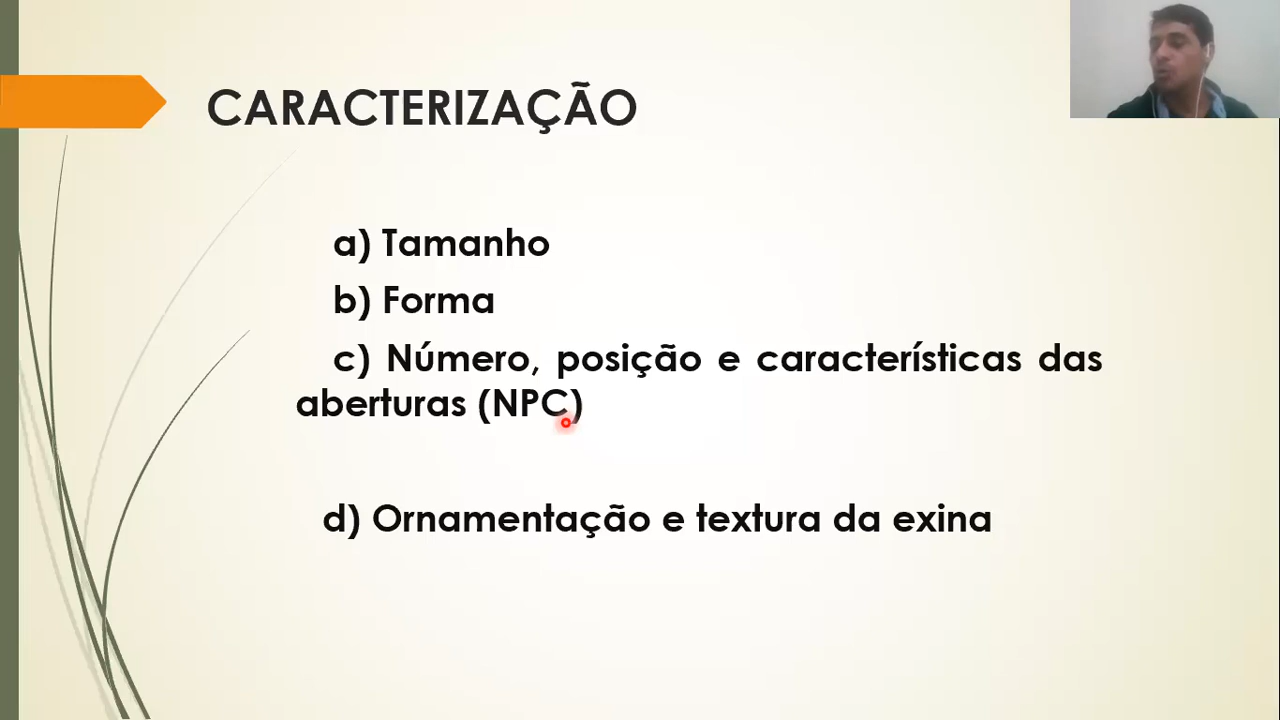 CARACTERIZAÇÃO
a) Tamanho
b) Forma
c) Número, posição e características das
aberturas (NPC)
d) Ornamentação e textura da exina